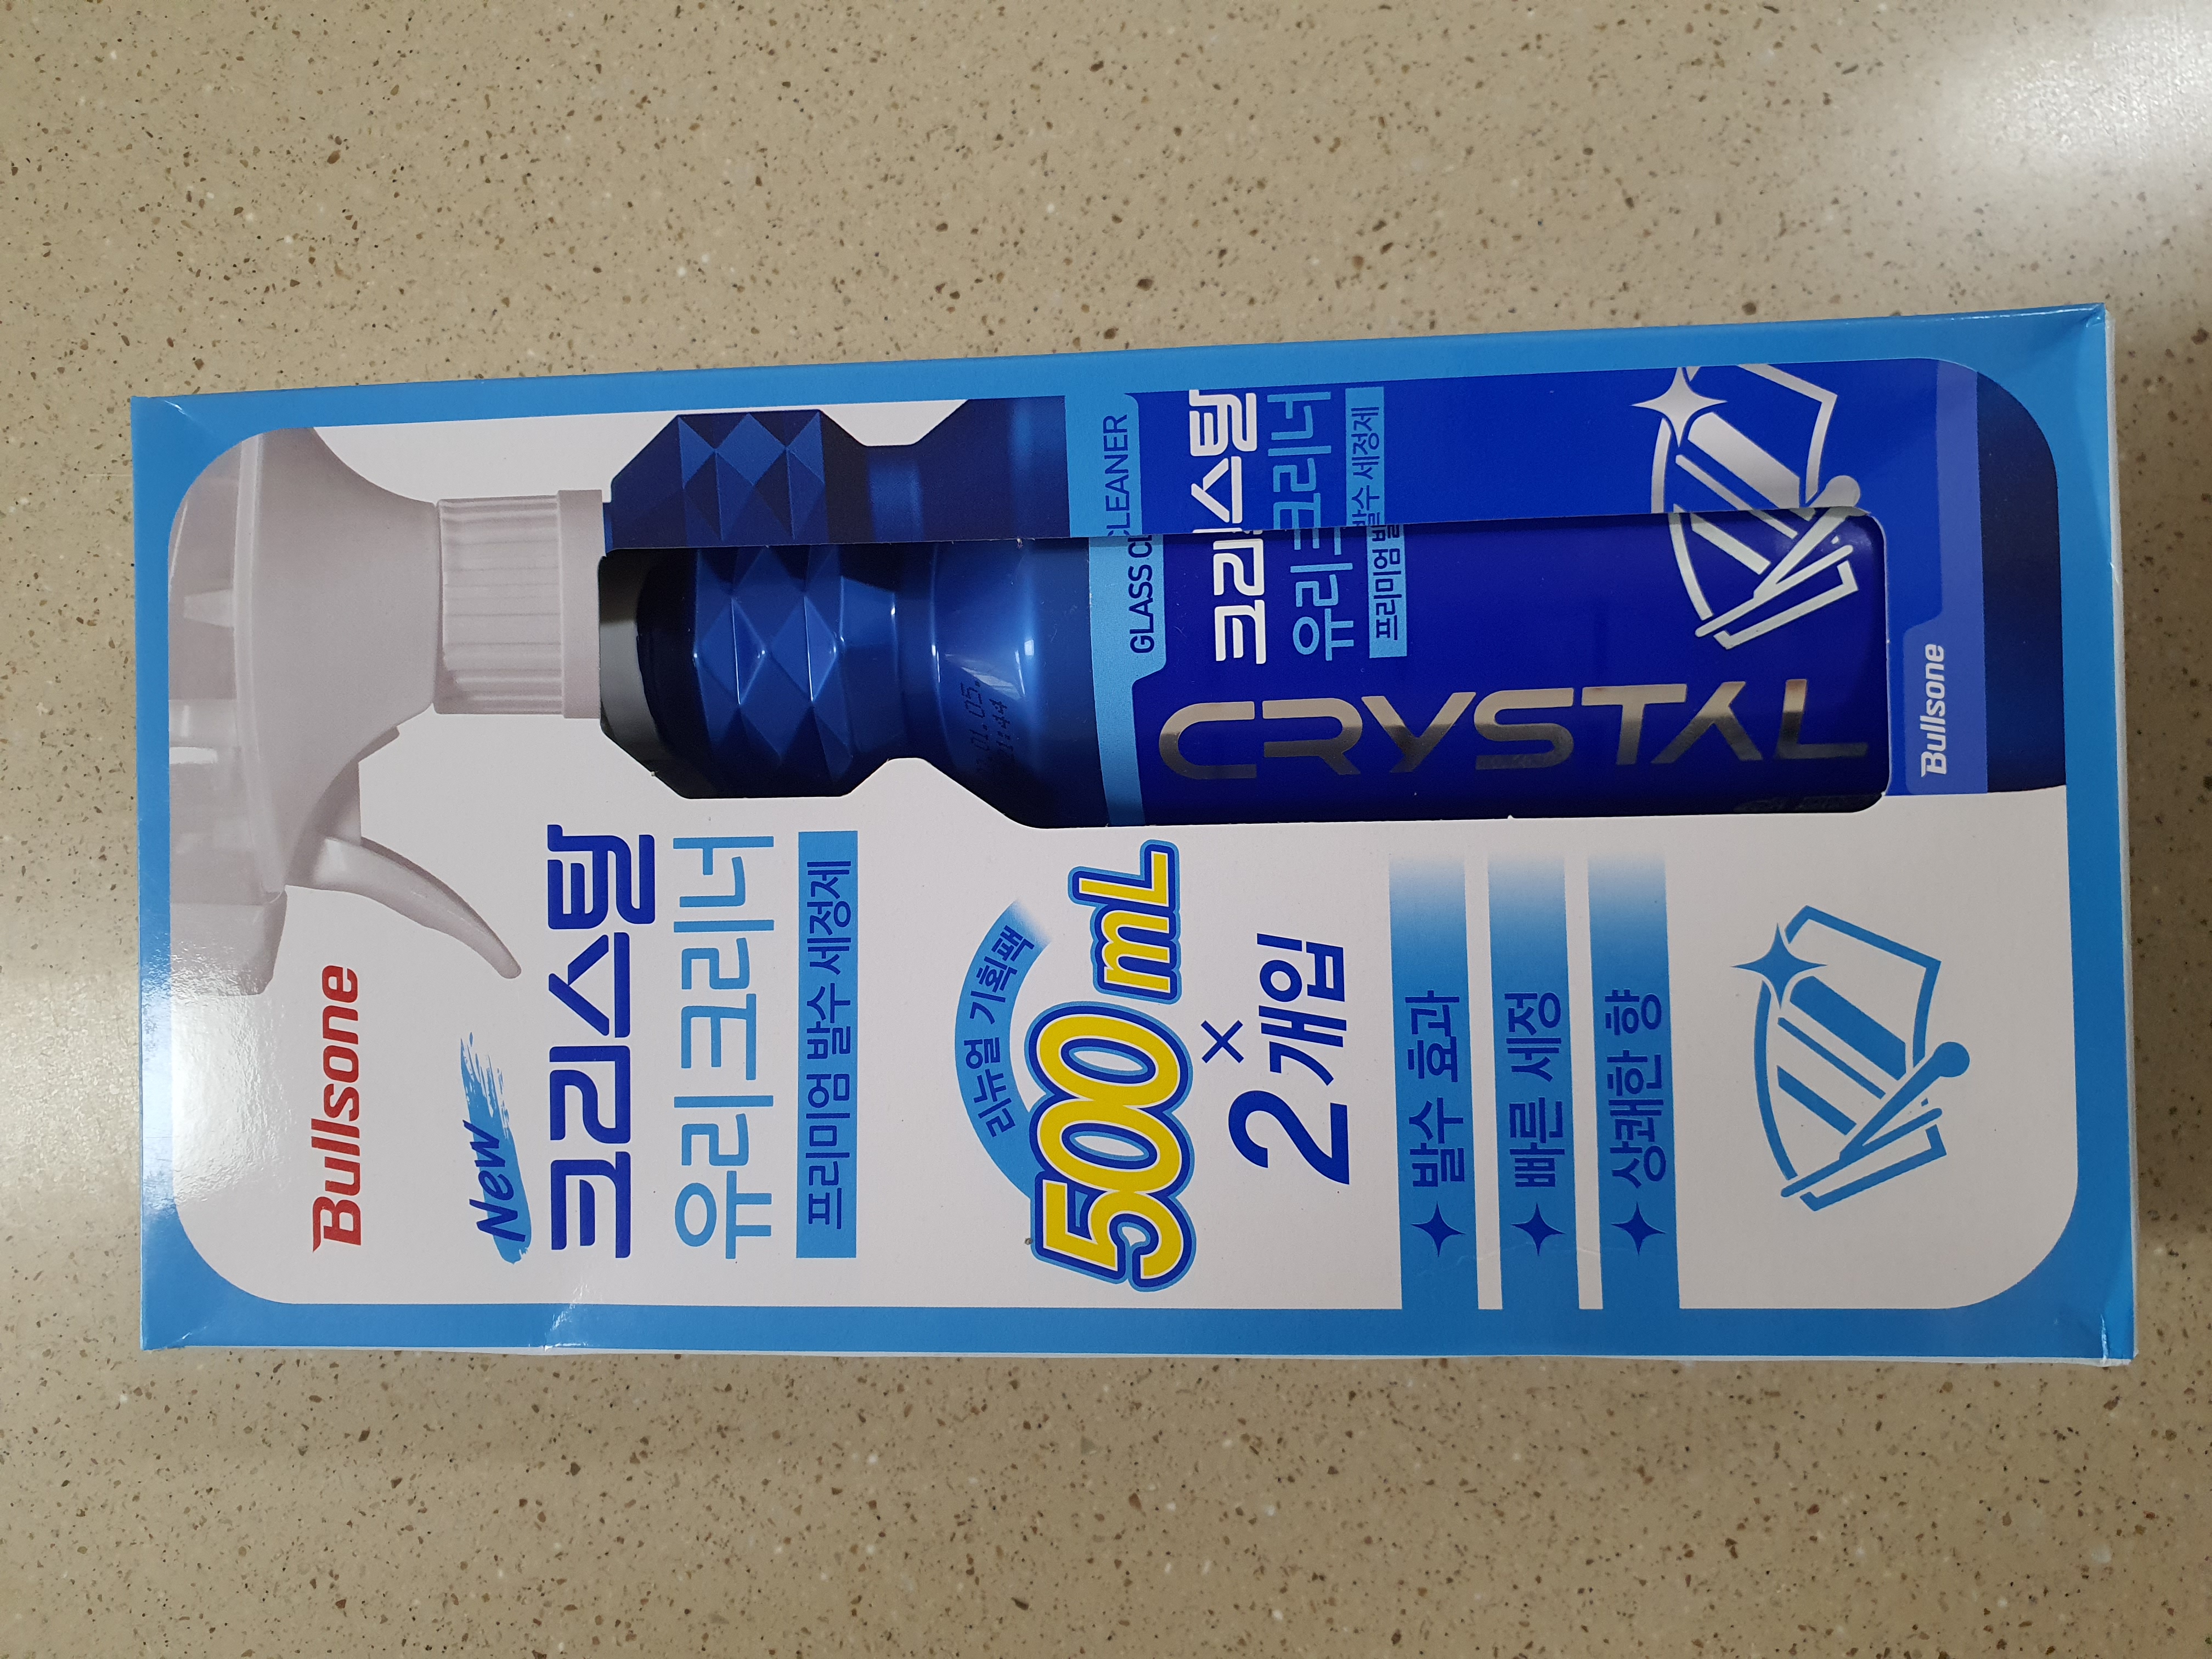 Bullsone
New
크리스탈
유리크리너
프리미엄 발수 세정제
리뉴얼 기획팩
500 mL
×
2개입!
발수 효과
빠른 세정
상쾌한 향
GLASS CLEANER
크리스탈
유리크리너
프리미엄 발수 세정제
CRYSTAL
Bullsone